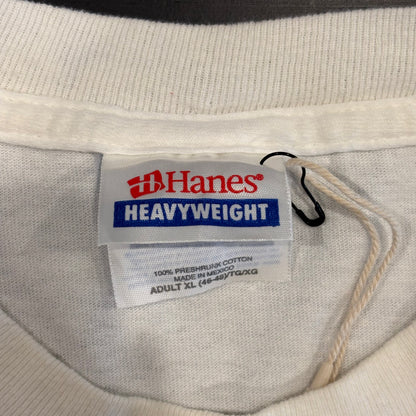 Hanes®
HEAVYWEIGHT
100% PRESHRUNK COTTON
MADE IN MEXICO
ADULT XL (46-48)/TG/XG